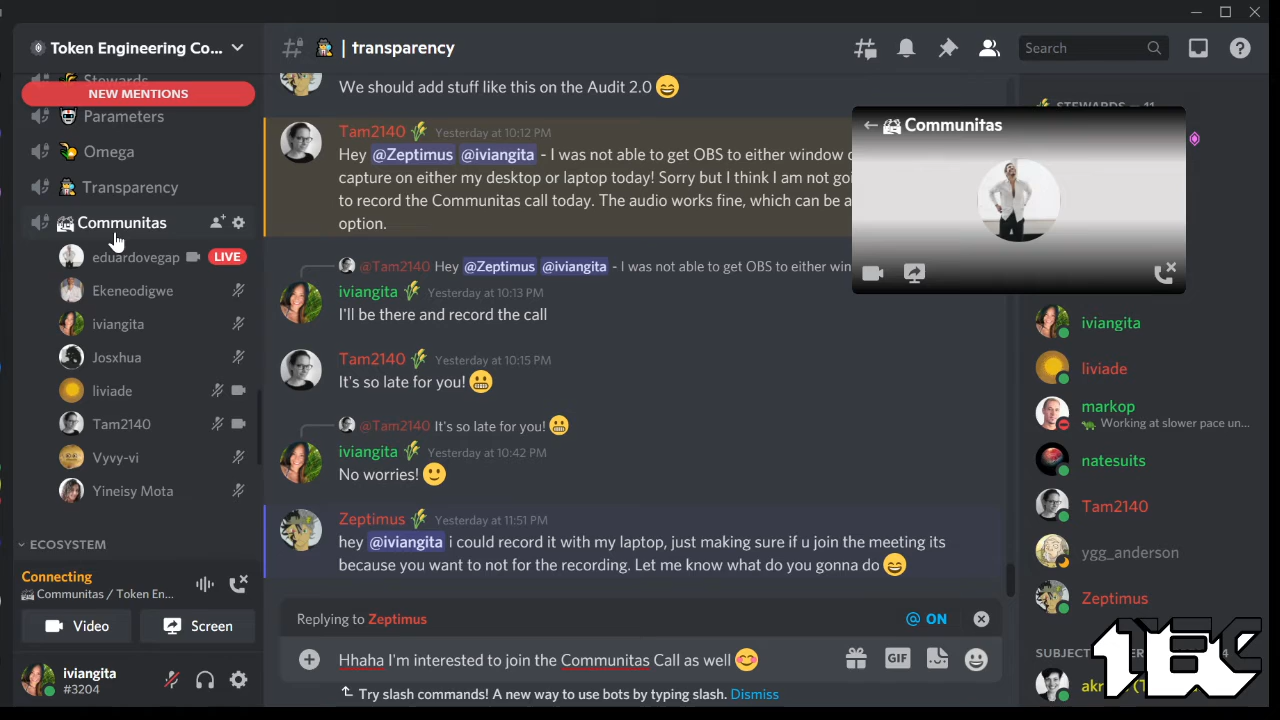 Token Engineering Co...
| transparency
Search
Stewards
NEW MENTIONS
Parameters
Omega
Transparency
Communitas
eduardovegap LIVE
Ekeneodigwe
iviangita
Josxhua
liviade
Tam2140
Vyvy-vi
Yineisy Mota
ECOSYSTEM
Connecting
Communitas / Token En...
Video
Screen
iviangita
#3204
We should add stuff like this on the Audit 2.0
Tam2140 Yesterday at 10:12 PM
Hey @Zeptimus @iviangita - I was not able to get OBS to either window
capture on either my desktop or laptop today! Sorry but I think I am not
to record the Communitas call today. The audio works fine, which can be a
option.
@Tam2140 Hey @Zeptimus @iviangita - I was not able to get OBS to either
iviangita Yesterday at 10:13 PM
I'll be there and record the call
Tam2140 Yesterday at 10:15 PM
It's so late for you!
@Tam2140 It's so late for you!
iviangita Yesterday at 10:42 PM
No worries!
Zeptimus Yesterday at 11:51 PM
hey @iviangita i could record it with my laptop, just making sure if u join the meeting its
because you want to not for the recording. Let me know what do you gonna do
Replying to Zeptimus
@ ON
Hhaha I'm interested to join the Communitas Call as well
GIF
Try slash commands! A new way to use bots by typing slash. Dismiss
Communitas
STEWARDS — 11
iviangita
liviade
markop
Working at slower pace un...
natesuits
Tam2140
ygg_anderson
Zeptimus
TEC